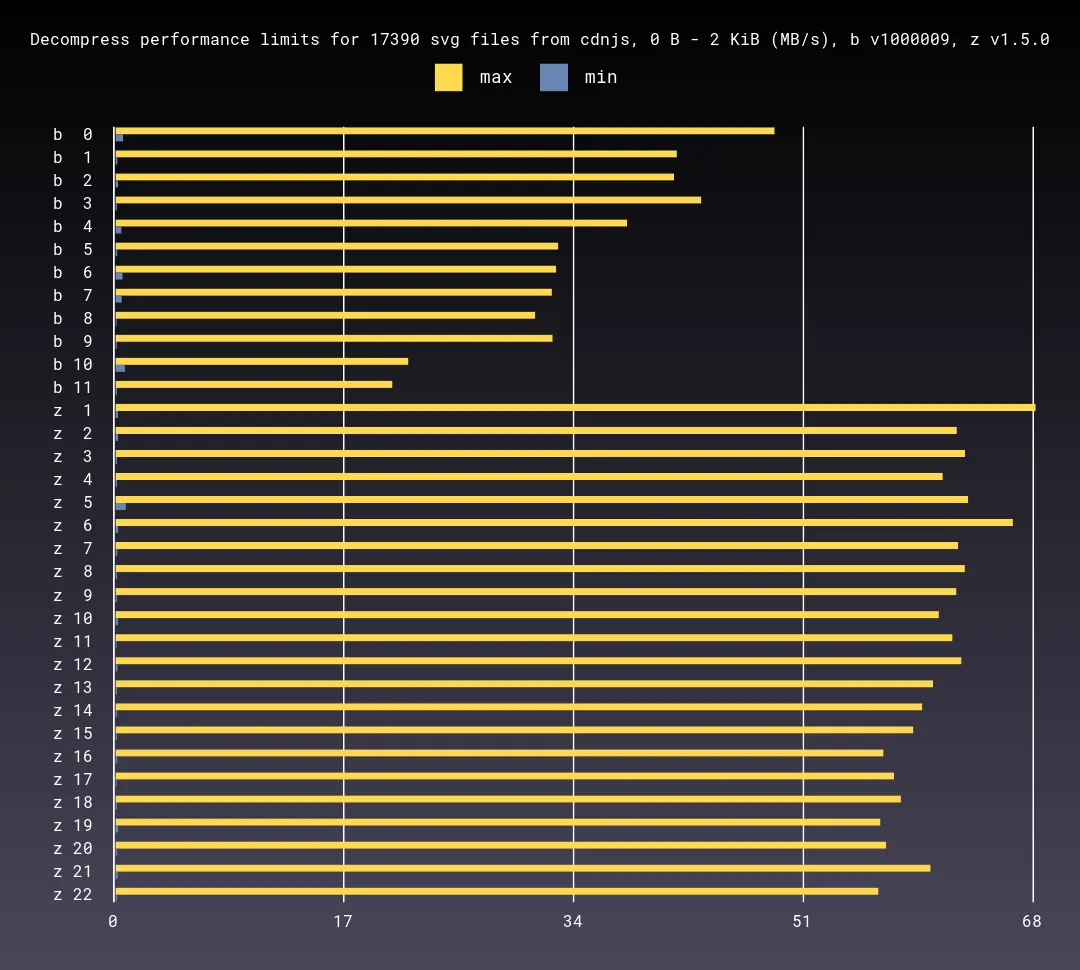 Decompress performance limits for 17390 svg files from cdnjs, 0 B - 2 KiB (MB/s), b v1000009, z v1.5.0
max min
b 0
b 1
b 2
b 3
b 4
b 5
b 6
b 7
b 8
b 9
b 10
b 11
z 1
z 2
z 3
z 4
z 5
z 6
z 7
z 8
z 9
z 10
z 11
z 12
z 13
z 14
z 15
z 16
z 17
z 18
z 19
z 20
z 21
z 22
0 17 34 51 68